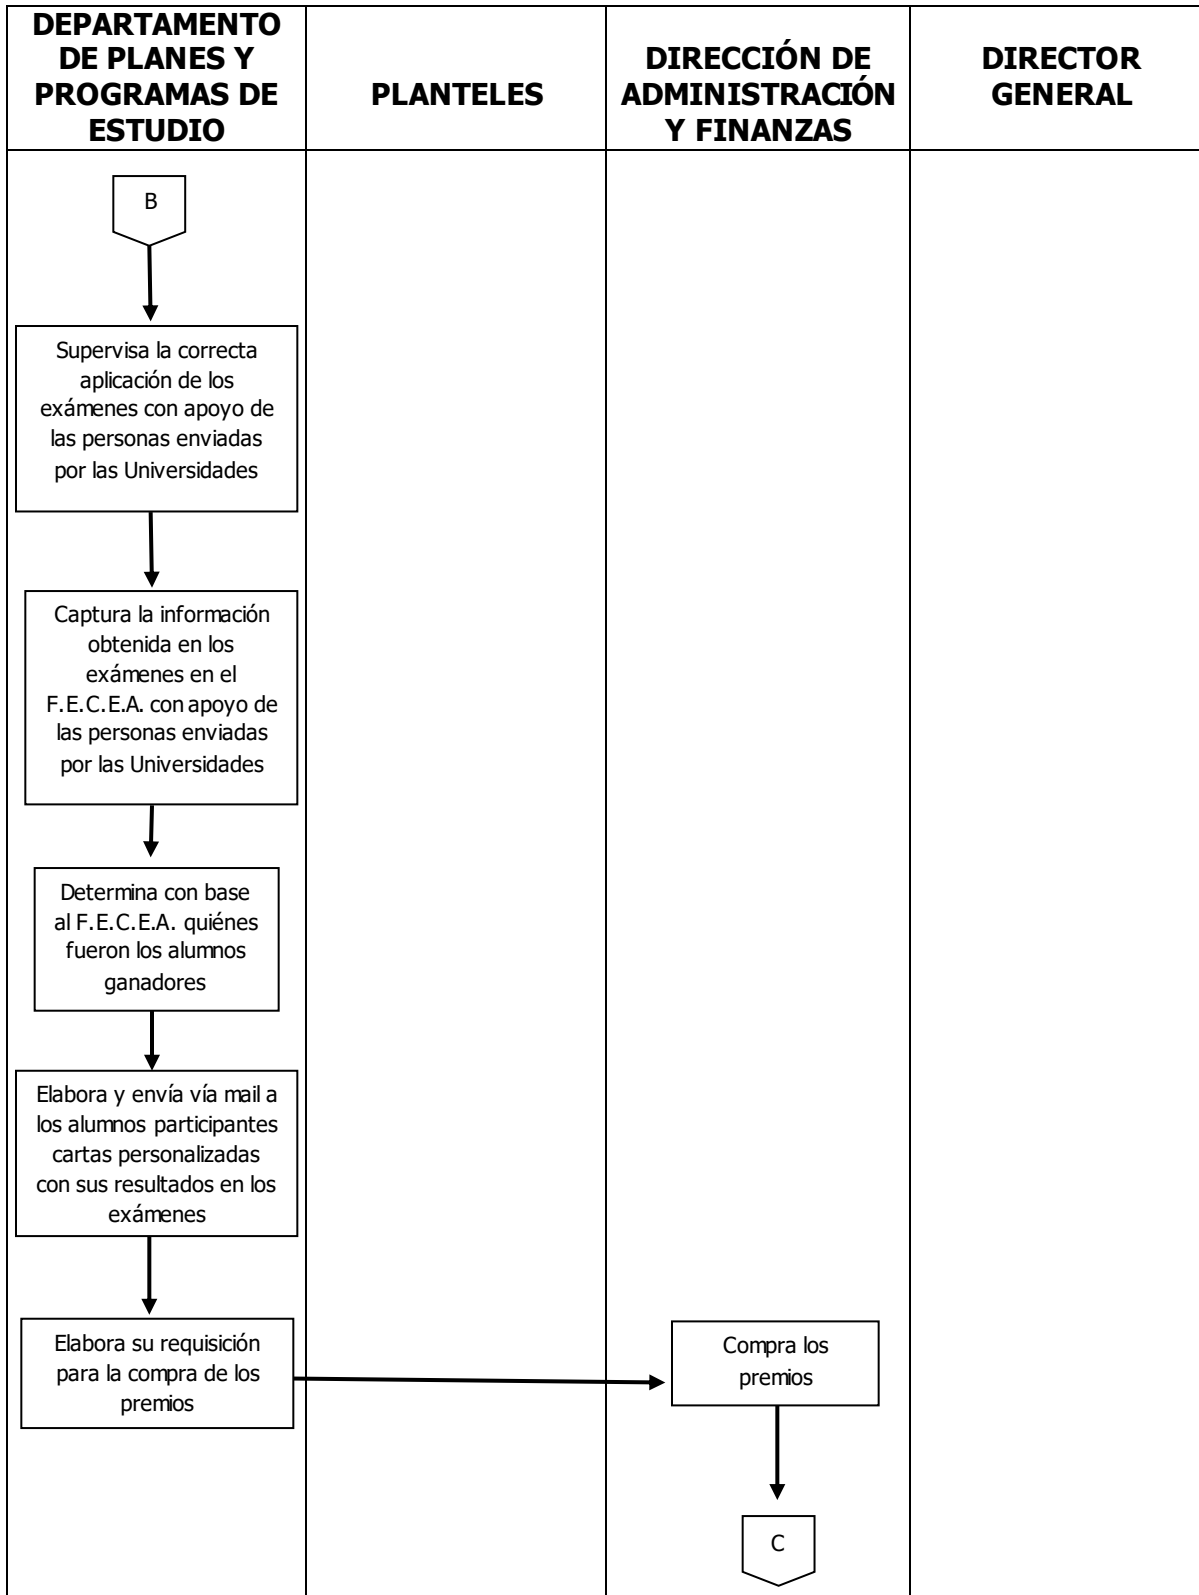 DEPARTAMENTO
DE PLANES Y
PROGRAMAS DE
ESTUDIO
PLANTELES
DIRECCIÓN DE
ADMINISTRACIÓN
Y FINANZAS
DIRECTOR
GENERAL
B
Supervisa la correcta
aplicación de los
exámenes con apoyo de
las personas enviadas
por las Universidades
Captura la información
obtenida en los
exámenes en el
F.E.C.E.A. con apoyo de
las personas enviadas
por las Universidades
Determina con base
al F.E.C.E.A. quiénes
fueron los alumnos
ganadores
Elabora y envía vía mail a
los alumnos participantes
cartas personalizadas
con sus resultados en los
exámenes
Elabora su requisición
para la compra de los
premios
Compra los
premios
C